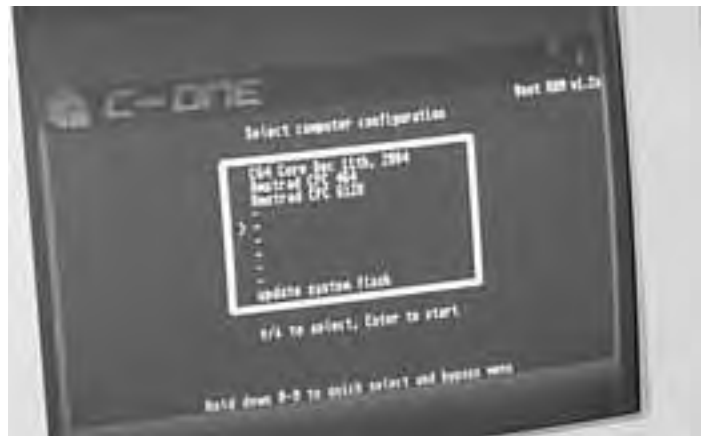 C-ONE
Boot ROM v1.2a
Select computer configuration
C64 Core Dec 11th, 2004
Amstrad CPC 464
Amstrad CPC 6128
-
> -
-
-
-
-
update system flash
to select, Enter to start
Hold down 0-9 to quick select and bypass menu